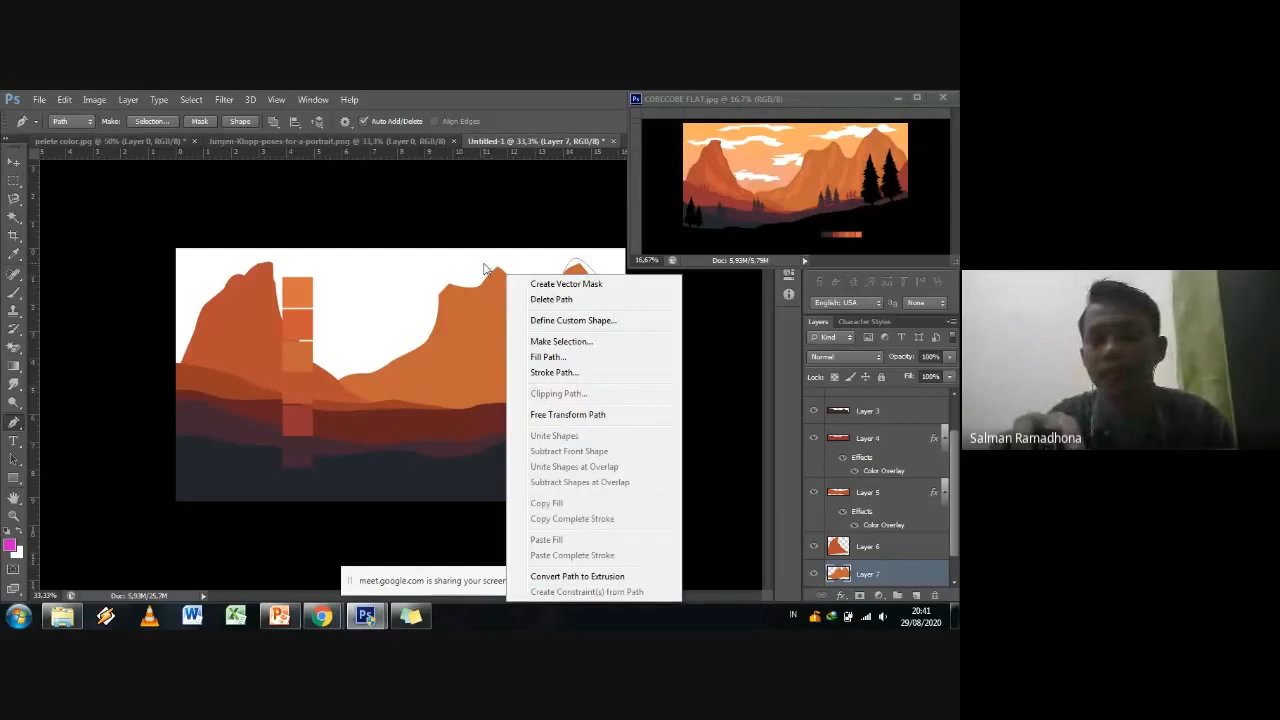 Ps File Edit Image Layer Type Select Filter 3D View Window Help
COBECOBE FLAT.jpg @ 16,7% (RGB/8)
Path Make: Selection... Mask Shape Auto Add/Delete Align Edges
pelete color.jpg @ 50% (Layer 0, RGB/8) * × Jurgen-Klopp-poses-for-a-portrait.png @ 33,3% (Layer 0, RGB/8) × Untitled-1 @ 33,3% (Layer 7, RGB/8) * ×
16,67% Doc: 5,93M/5,79M
Create Vector Mask
Delete Path
Define Custom Shape...
Make Selection...
Fill Path...
Stroke Path...
Clipping Path...
Free Transform Path
Unite Shapes
Subtract Front Shape
Unite Shapes at Overlap
Subtract Shapes at Overlap
Copy Fill
Copy Complete Stroke
Paste Fill
Paste Complete Stroke
Convert Path to Extrusion
Create Constraint(s) from Path
English: USA None
Layers Character Styles
Kind
Normal Opacity: 100%
Lock: Fill: 100%
Layer 3
Layer 4 fx
Effects
Color Overlay
Layer 5 fx
Effects
Color Overlay
Layer 6
Layer 7
Salman Ramadhona
meet.google.com is sharing your screen
33.33% Doc: 5,93M/25,7M
IN 20:41
29/08/2020